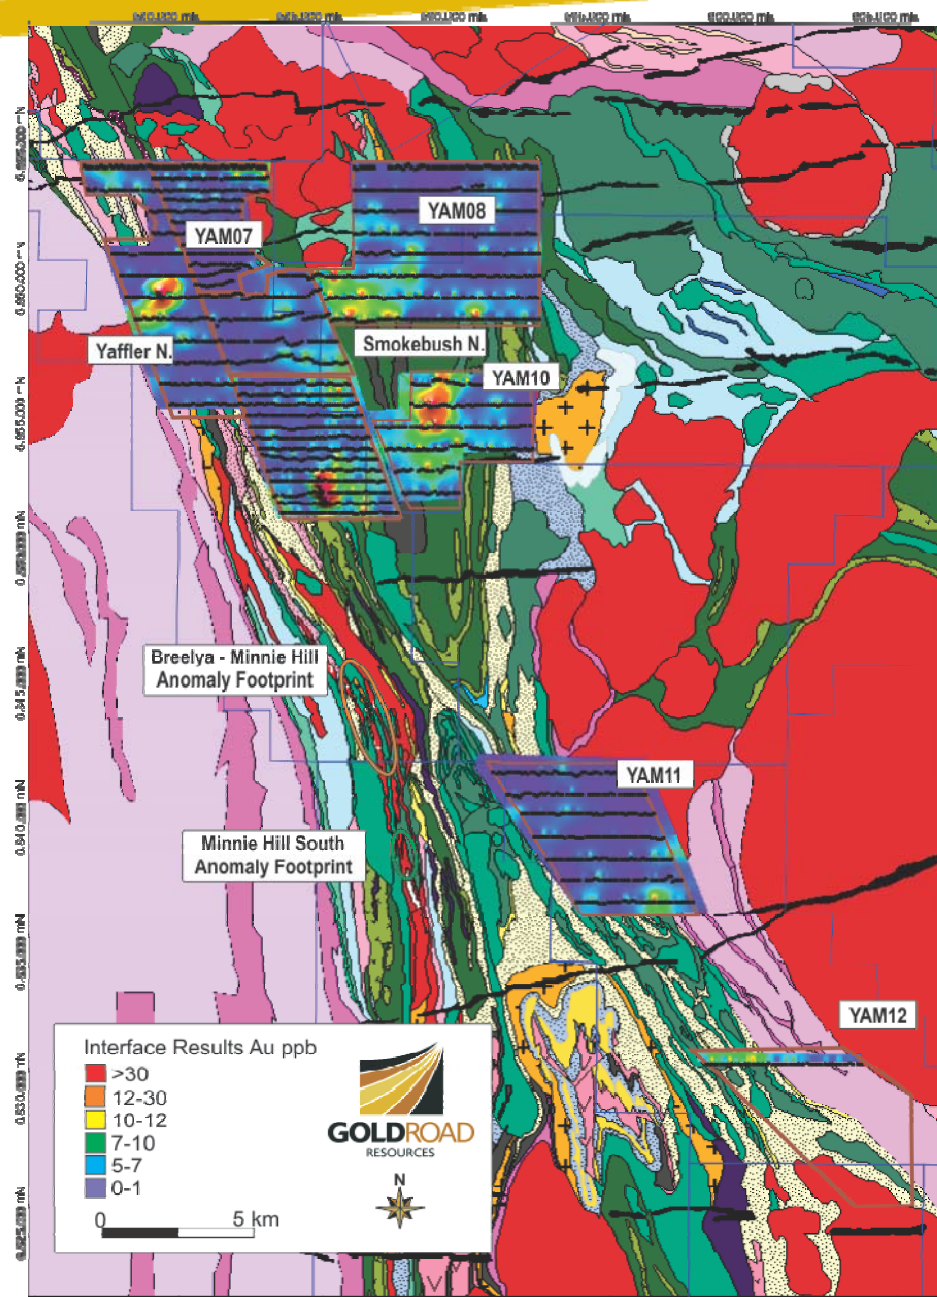 YAM08
YAM07
Yaffler N.
Smokebush N.
YAM10
Breelya - Minnie Hill
Anomaly Footprint
YAM11
Minnie Hill South
Anomaly Footprint
YAM12
Interface Results Au ppb
>30
12-30
10-12
7-10
5-7
0-1
GOLDROAD
RESOURCES
N
0 5 km